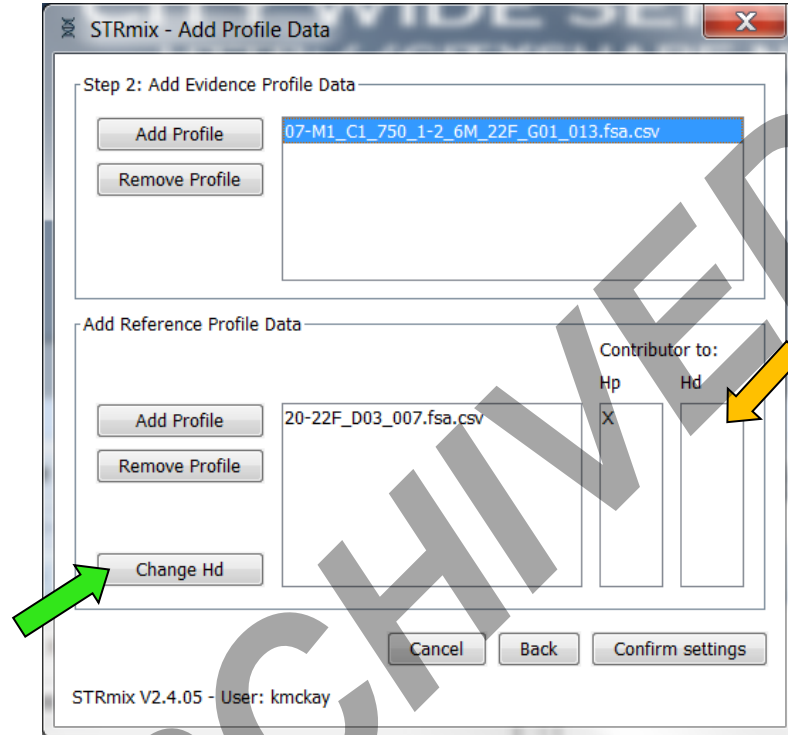 STRmix - Add Profile Data
Step 2: Add Evidence Profile Data
Add Profile
07-M1_C1_750_1-2_6M_22F_G01_013.fsa.csv
Remove Profile
Add Reference Profile Data
Contributor to:
Hp Hd
Add Profile
20-22F_D03_007.fsa.csv
X
Remove Profile
Change Hd
Cancel Back Confirm settings
STRmix V2.4.05 - User: kmckay